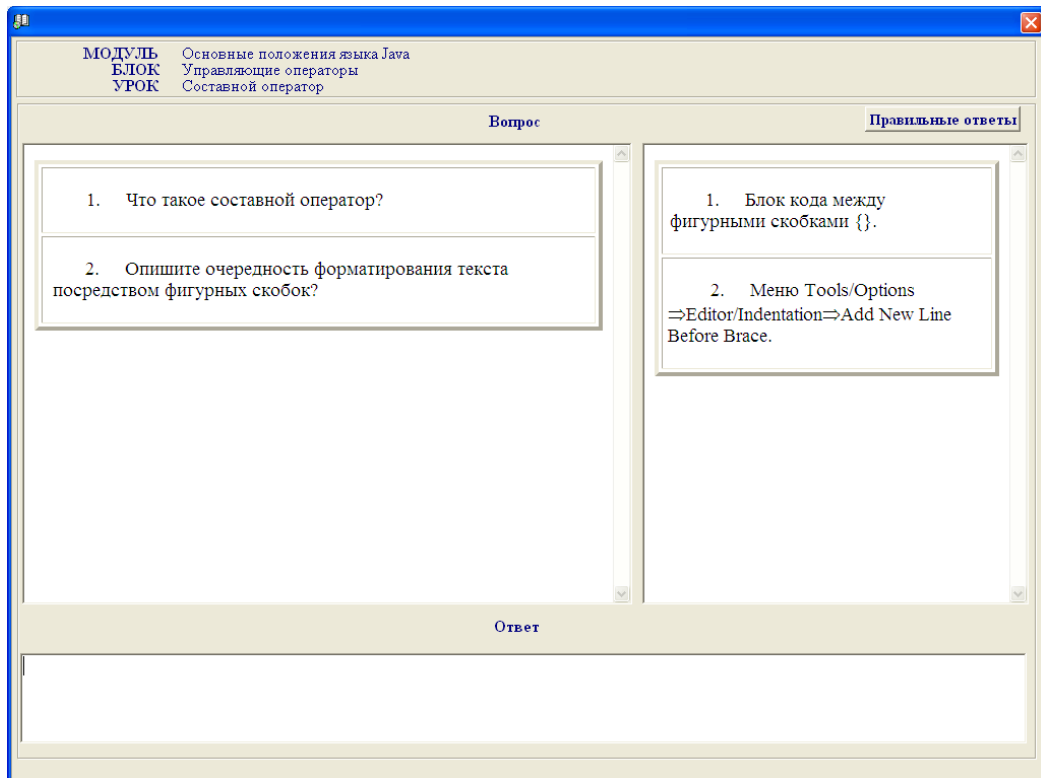 МОДУЛЬ Основные положения языка Java
БЛОК Управляющие операторы
УРОК Составной оператор
Вопрос
Правильные ответы
1. Что такое составной оператор?
2. Опишите очередность форматирования текста
посредством фигурных скобок?
1. Блок кода между
фигурными скобками {}.
2. Меню Tools/Options
⇒Editor/Indentation⇒Add New Line
Before Brace.
Ответ